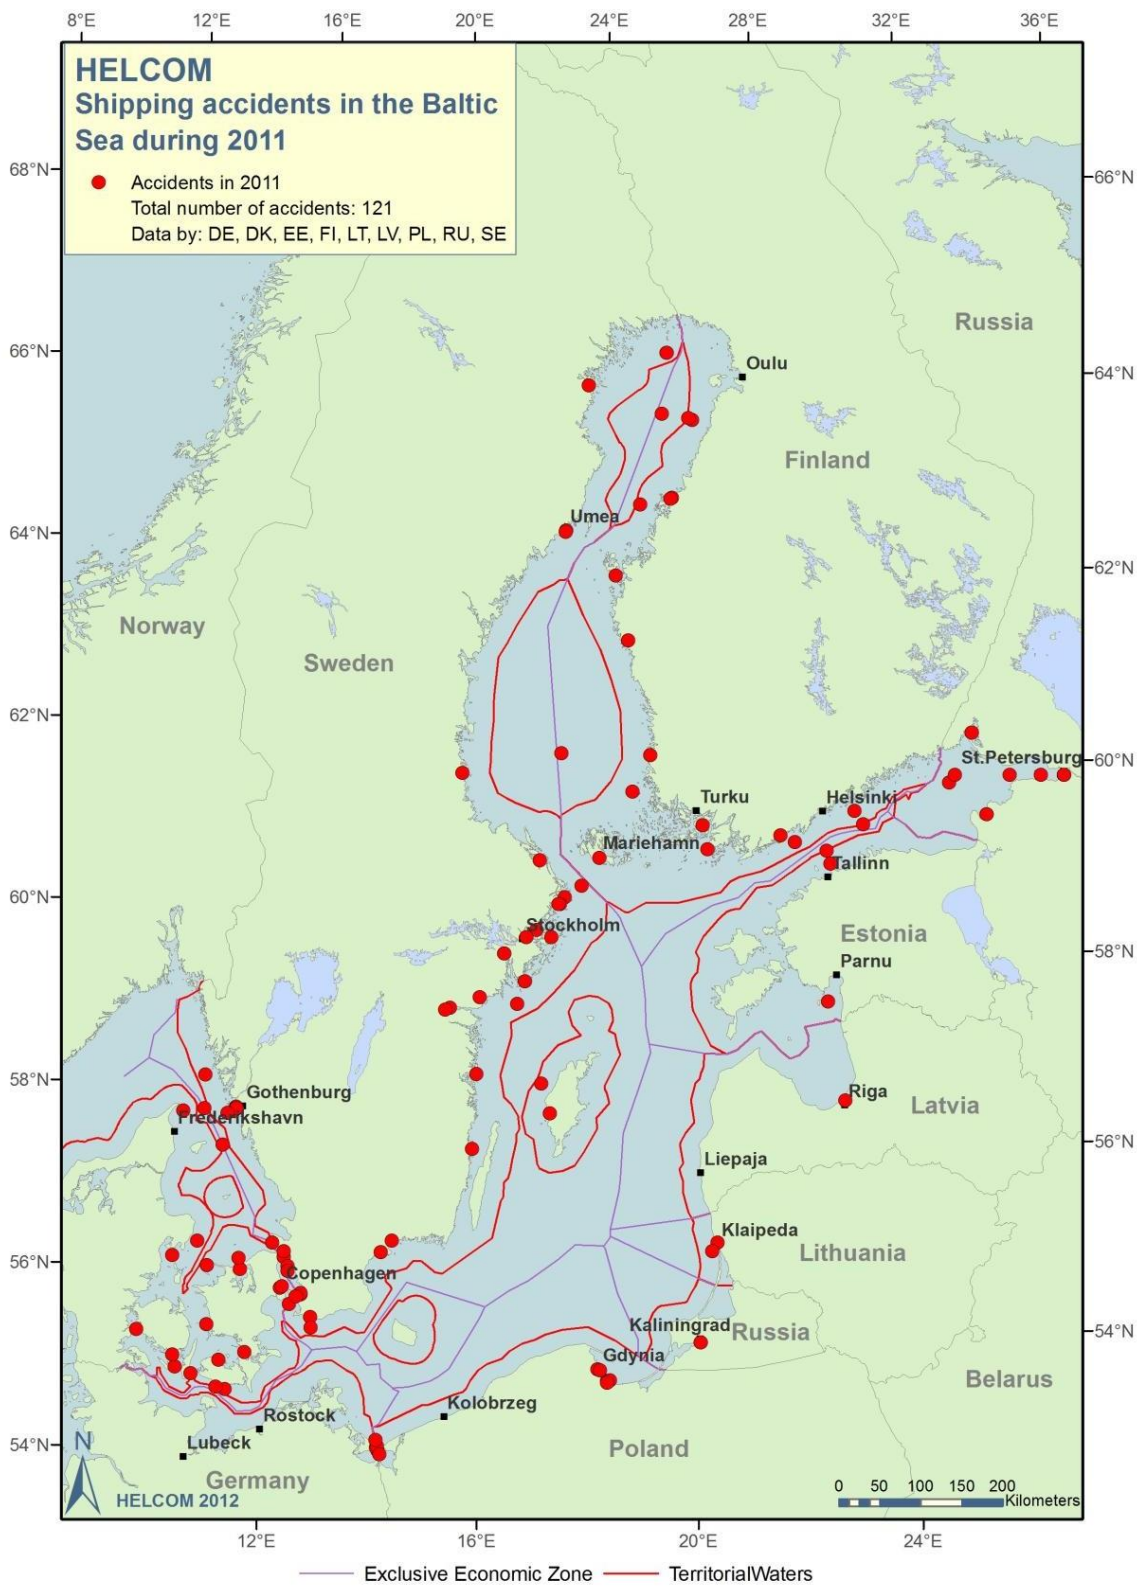 8°E 12°E 16°E 20°E 24°E 28°E 32°E 36°E
HELCOM
Shipping accidents in the Baltic
Sea during 2011
Accidents in 2011
Total number of accidents: 121
Data by: DE, DK, EE, FI, LT, LV, PL, RU, SE
68°N
66°N
Russia
66°N
Oulu
64°N
Finland
Umea
64°N
62°N
Norway
Sweden
62°N
St.Petersburg
60°N
Turku
Helsinki
Mariehamn
Tallinn
60°N
Stockholm
Estonia
58°N
Parnu
58°N
Gothenburg
Riga
Latvia
Frederikshavn
56°N
Liepaja
Klaipeda
Lithuania
56°N
Copenhagen
Kaliningrad
Russia
54°N
Gdynia
Belarus
Kolobrzeg
Rostock
54°N
N
Lubeck
Poland
Germany
0 50 100 150 200
Kilometers
HELCOM 2012
12°E 16°E 20°E 24°E
Exclusive Economic Zone TerritorialWaters